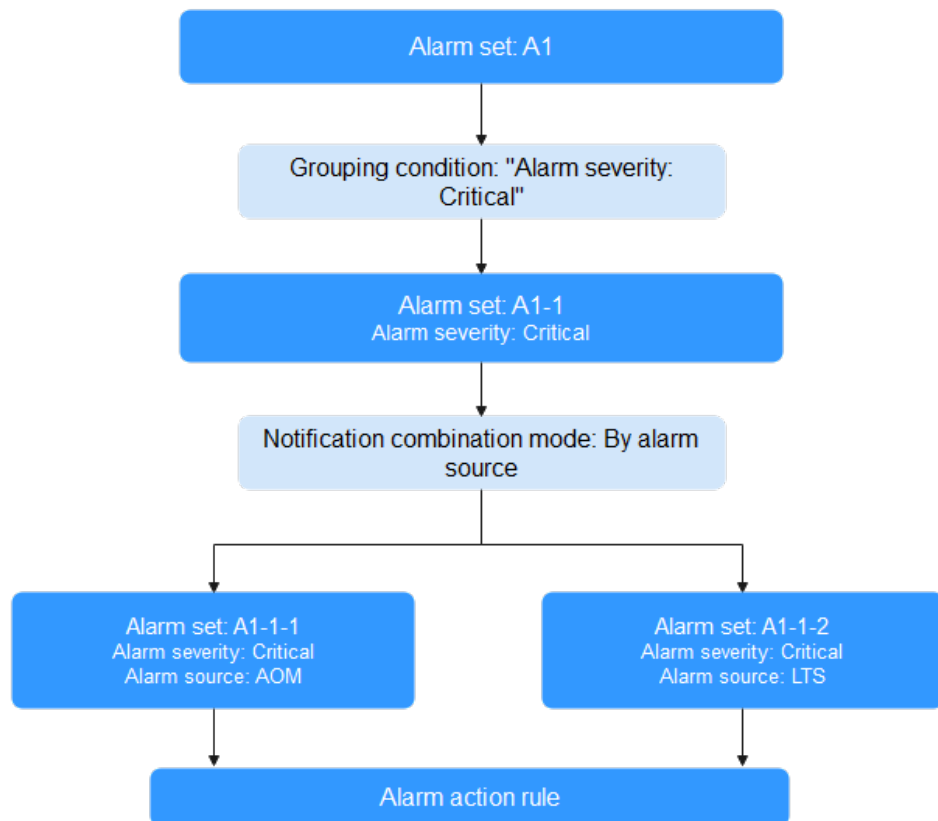 Alarm set: A1
Grouping condition: "Alarm severity:
Critical"
Alarm set: A1-1
Alarm severity: Critical
Notification combination mode: By alarm
source
Alarm set: A1-1-1
Alarm severity: Critical
Alarm source: AOM
Alarm set: A1-1-2
Alarm severity: Critical
Alarm source: LTS
Alarm action rule